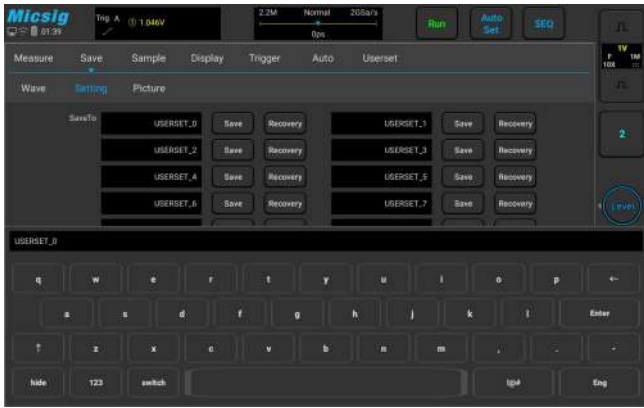 Micsig Trig A ① 1.046V 2.2M Normal 2GSa/s Run Auto Set SEQ
01:39 0ps
Measure Save Sample Display Trigger Auto Userset
1V
F 1M
10X
Wave Setting Picture
SaveTo USERSET_0 Save Recovery USERSET_1 Save Recovery
2
USERSET_2 Save Recovery USERSET_3 Save Recovery
USERSET_4 Save Recovery USERSET_5 Save Recovery
USERSET_6 Save Recovery USERSET_7 Save Recovery
Level
USERSET_0
q w e r t y u i o p ←
a s d f g h j k l Enter
↑ z x c v b n m , . -
hide 123 switch !@# Eng